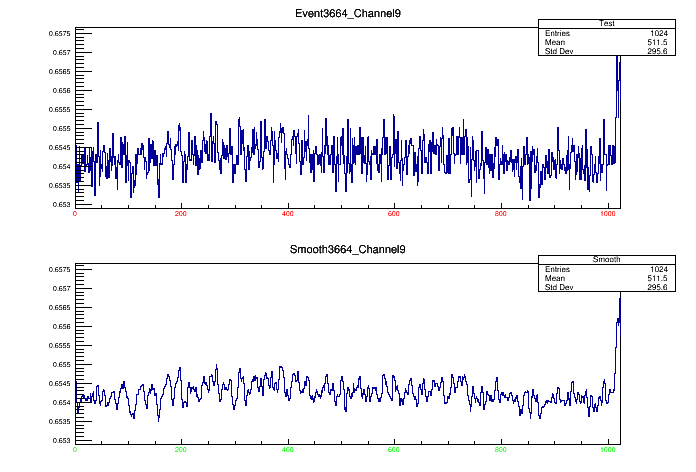 Event3664_Channel9
Test
Entries 1024
Mean 511.5
Std Dev 295.6
0.6575
0.657
0.6565
0.656
0.6555
0.655
0.6545
0.654
0.6535
0.653
0 200 400 600 800 1000
Smooth3664_Channel9
Smooth
Entries 1024
Mean 511.5
Std Dev 295.6
0.6575
0.657
0.6565
0.656
0.6555
0.655
0.6545
0.654
0.6535
0.653
0 200 400 600 800 1000